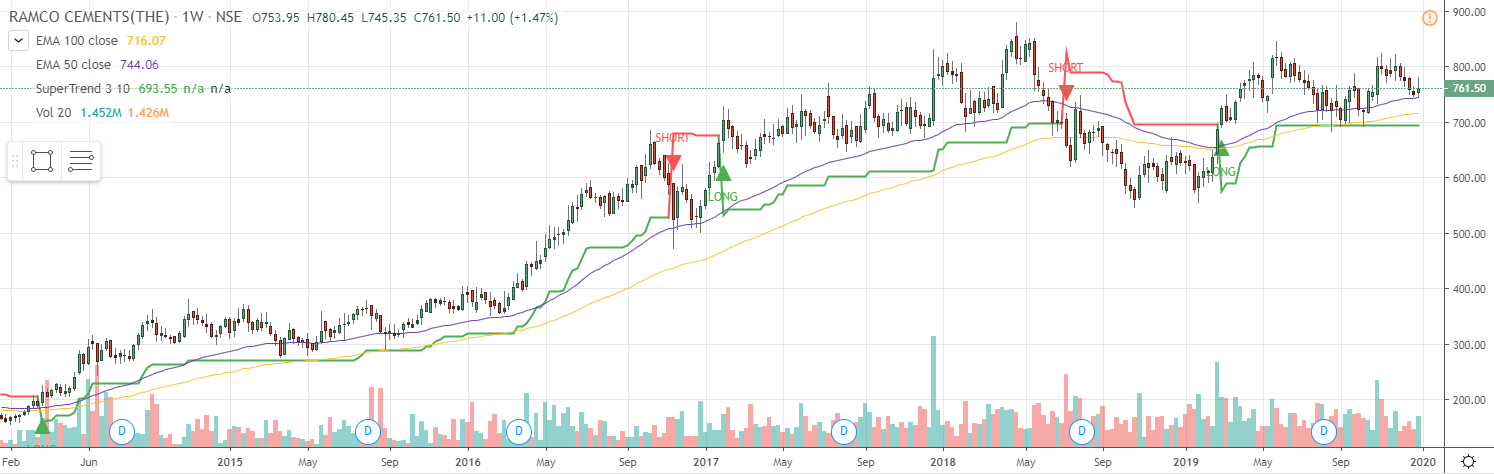 RAMCO CEMENTS(THE) · 1W · NSE O753.95 H780.45 L745.35 C761.50 +11.00 (+1.47%)
EMA 100 close 716.07
EMA 50 close 744.06
SuperTrend 3 10 693.55 n/a n/a
Vol 20 1.452M 1.426M
900.00
800.00
761.50
700.00
600.00
500.00
400.00
300.00
200.00
SHORT
LONG
SHORT
LONG
D
D
D
D
D
D
Feb Jun 2015 May Sep 2016 May Sep 2017 May Sep 2018 May Sep 2019 May Sep 2020